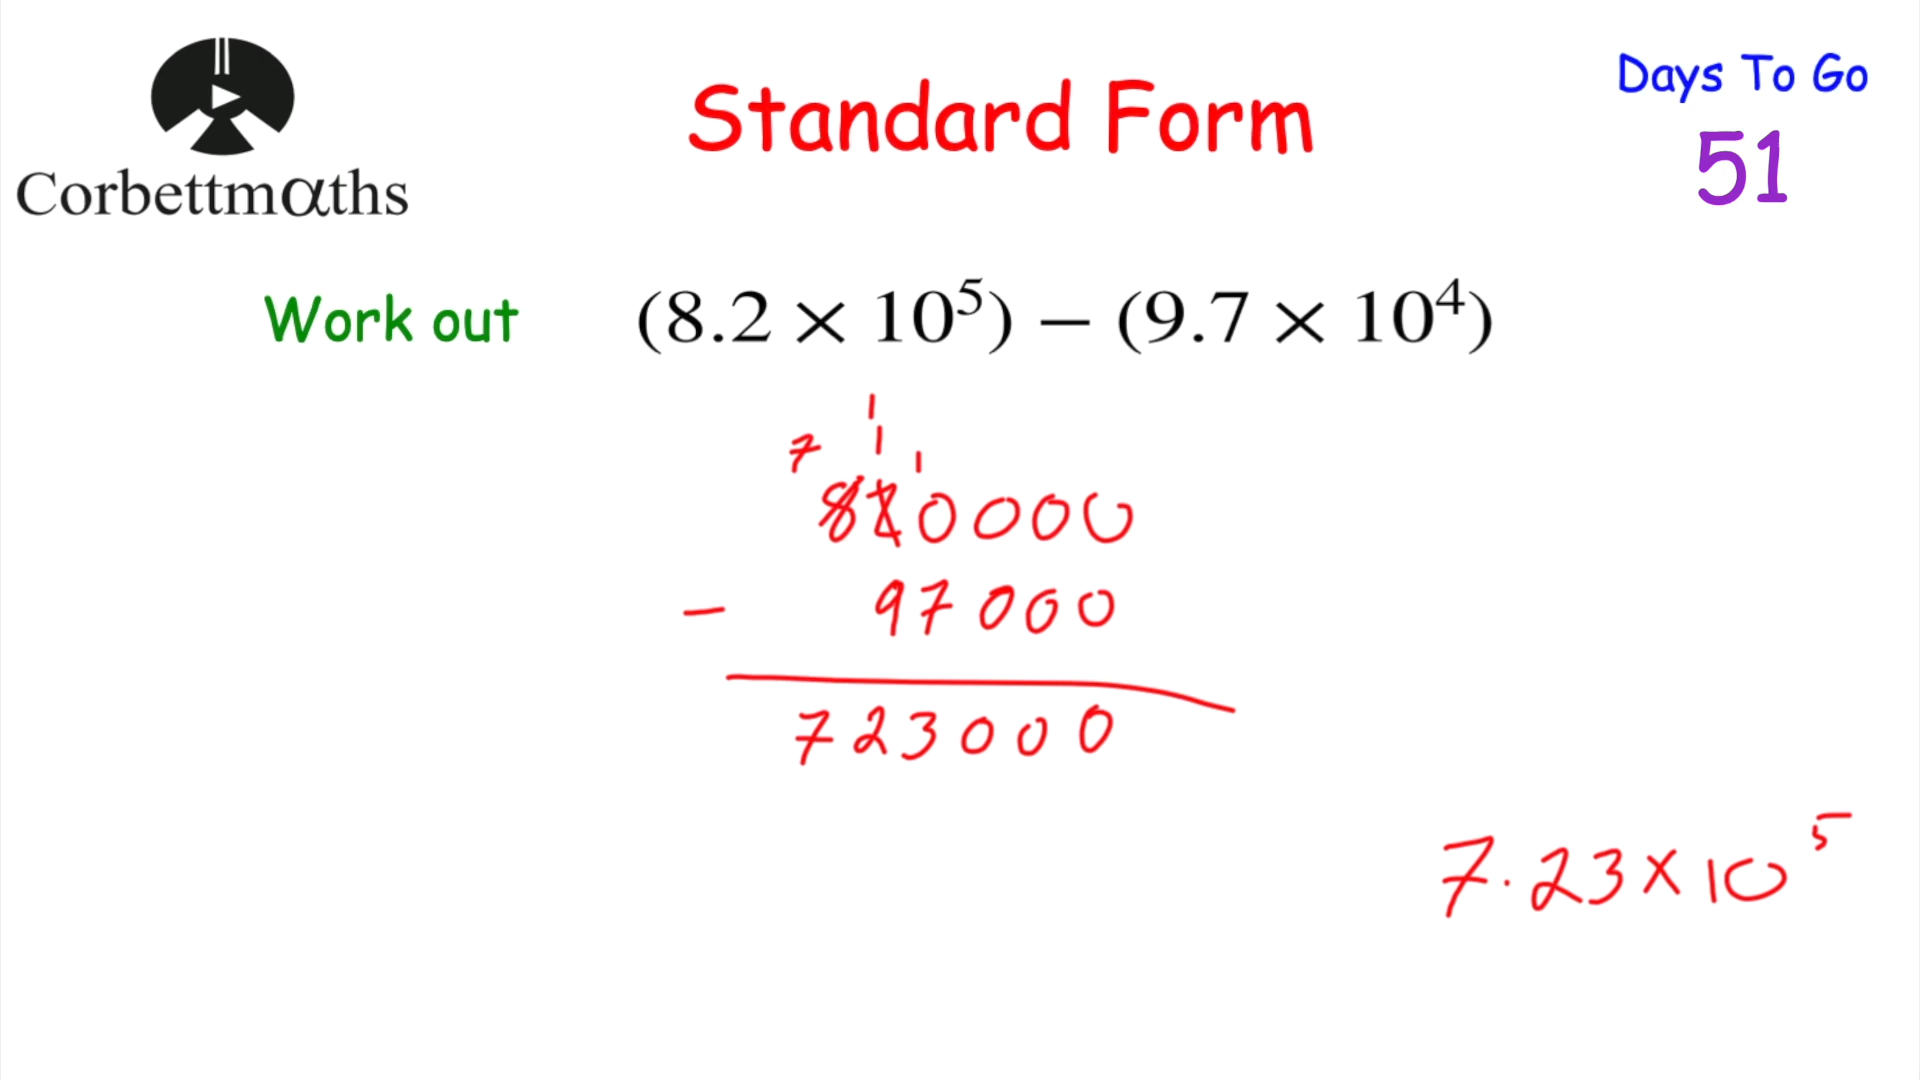 Standard Form
Days To Go
51
Corbettmαths
Work out (8.2 × 10⁵) − (9.7 × 10⁴)
1
7 1 1
820000
− 97000
723000
7.23 × 10⁵